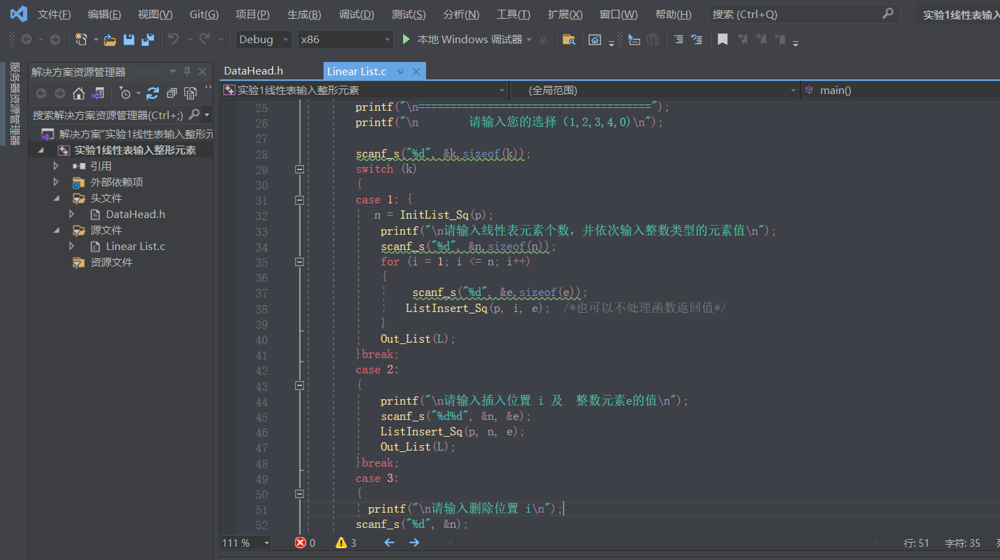 文件(F) 编辑(E) 视图(V) Git(G) 项目(P) 生成(B) 调试(D) 测试(S) 分析(N) 工具(T) 扩展(X) 窗口(W) 帮助(H) 搜索 (Ctrl+Q) 实验1线性表输入
Debug x86 本地 Windows 调试器
服务器资源管理器
解决方案资源管理器
搜索解决方案资源管理器(Ctrl+;)
解决方案"实验1线性表输入整形元
实验1线性表输入整形元素
引用
外部依赖项
头文件
DataHead.h
源文件
Linear List.c
资源文件
DataHead.h Linear List.c
实验1线性表输入整形元素 (全局范围) main()
25 printf("\n=====================================");
26 printf("\n 请输入您的选择（1,2,3,4,0)\n");
27
28 scanf_s("%d", &k,sizeof(k));
29 switch (k)
30 {
31 case 1: {
32 n = InitList_Sq(p);
33 printf("\n请输入线性表元素个数，并依次输入整数类型的元素值\n");
34 scanf_s("%d", &n,sizeof(n));
35 for (i = 1; i <= n; i++)
36 {
37 scanf_s("%d", &e,sizeof(e));
38 ListInsert_Sq(p, i, e); /*也可以不处理函数返回值*/
39 }
40 Out_List(L);
41 }break;
42 case 2:
43 {
44 printf("\n请输入插入位置 i 及 整数元素e的值\n");
45 scanf_s("%d%d", &n, &e);
46 ListInsert_Sq(p, n, e);
47 Out_List(L);
48 }break;
49 case 3:
50 {
51 printf("\n请输入删除位置 i\n");
52 scanf_s("%d", &n);
111 % 0 3 行: 51 字符: 35